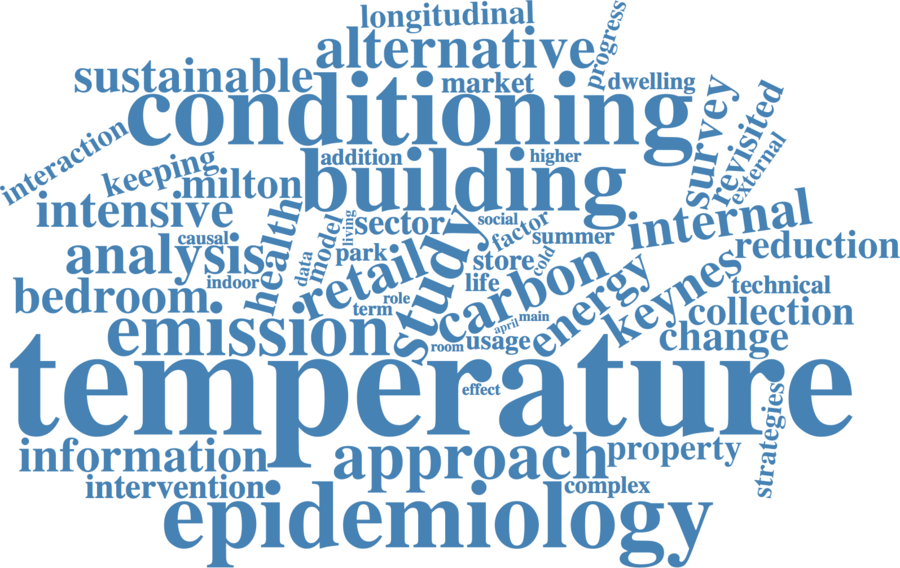 longitudinal
progress
alternative
sustainable
market
dwelling
conditioning
survey
revisited
interaction
addition
higher
external
keeping
milton
building
intensive
health
model
living
sector
social
factor
summer
internal
analysis
causal
data
park
retail
study
store
cold
reduction
indoor
life
carbon
energy
keynes
technical
bedroom
term
role
april
main
collection
emission
room
usage
change
temperature
effect
strategies
information
approach
property
intervention
complex
epidemiology